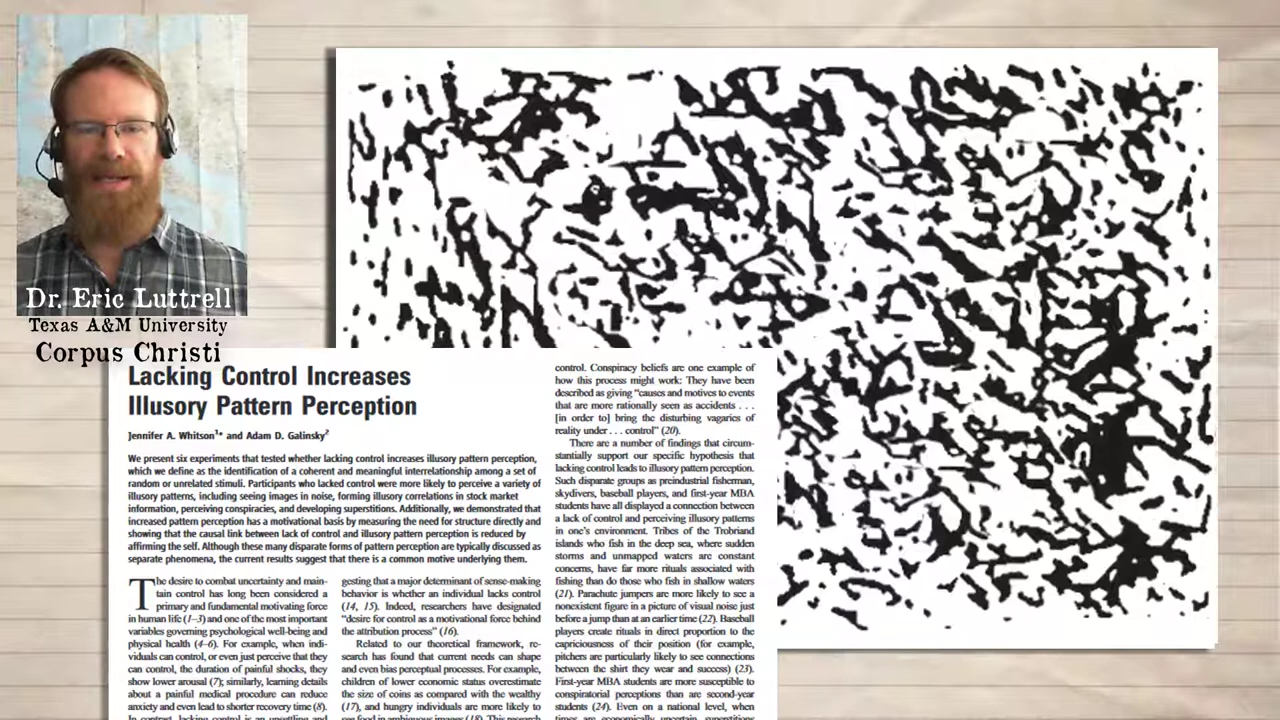 Dr. Eric Luttrell
Texas A&M University
Corpus Christi
Lacking Control Increases
Illusory Pattern Perception
Jennifer A. Whitson¹* and Adam D. Galinsky²
We present six experiments that tested whether lacking control increases illusory pattern perception,
which we define as the identification of a coherent and meaningful interrelationship among a set of
random or unrelated stimuli. Participants who lacked control were more likely to perceive a variety of
illusory patterns, including seeing images in noise, forming illusory correlations in stock market
information, perceiving conspiracies, and developing superstitions. Additionally, we demonstrated that
increased pattern perception has a motivational basis by measuring the need for structure directly and
showing that the causal link between lack of control and illusory pattern perception is reduced by
affirming the self. Although these many disparate forms of pattern perception are typically discussed as
separate phenomena, the current results suggest that there is a common motive underlying them.
The desire to combat uncertainty and main-
tain control has long been considered a
primary and fundamental motivating force
in human life (1–3) and one of the most important
variables governing psychological well-being and
physical health (4–6). For example, when indi-
viduals can control, or even just perceive that they
can control, the duration of painful shocks, they
show lower arousal (7); similarly, learning details
about a painful medical procedure can reduce
anxiety and even lead to shorter recovery time (8).
In contrast, lacking control is an unsettling and
gesting that a major determinant of sense-making
behavior is whether an individual lacks control
(14, 15). Indeed, researchers have designated
“desire for control as a motivational force behind
the attribution process” (16).
Related to our theoretical framework, re-
search has found that current needs can shape
and even bias perceptual processes. For example,
children of lower economic status overestimate
the size of coins as compared with the wealthy
(17), and hungry individuals are more likely to
see food in ambiguous images (18). This research
control. Conspiracy beliefs are one example of
how this process might work: They have been
described as giving “causes and motives to events
that are more rationally seen as accidents . . .
[in order to] bring the disturbing vagaries of
reality under . . . control” (20).
There are a number of findings that circum-
stantially support our specific hypothesis that
lacking control leads to illusory pattern perception.
Such disparate groups as preindustrial fisherman,
skydivers, baseball players, and first-year MBA
students have all displayed a connection between
a lack of control and perceiving illusory patterns
in one's environment. Tribes of the Trobriand
islands who fish in the deep sea, where sudden
storms and unmapped waters are constant
concerns, have far more rituals associated with
fishing than do those who fish in shallow waters
(21). Parachute jumpers are more likely to see a
nonexistent figure in a picture of visual noise just
before a jump than at an earlier time (22). Baseball
players create rituals in direct proportion to the
capriciousness of their position (for example,
pitchers are particularly likely to see connections
between the shirt they wear and success) (23).
First-year MBA students are more susceptible to
conspiratorial perceptions than are second-year
students (24). Even on a national level, when
times are economically uncertain, superstitions